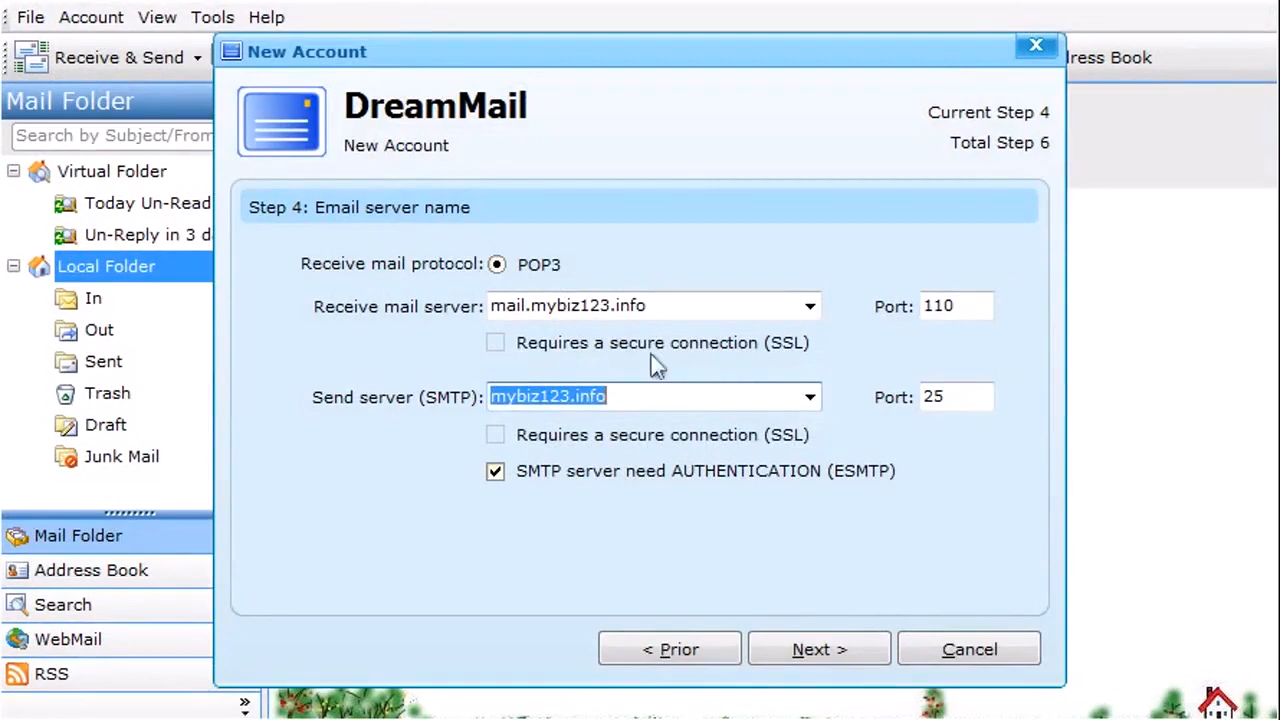 File Account View Tools Help
Receive & Send
New Account
ress Book
Mail Folder
Search by Subject/From
DreamMail
New Account
Current Step 4
Total Step 6
Virtual Folder
Today Un-Read
Un-Reply in 3 d
Local Folder
In
Out
Sent
Trash
Draft
Junk Mail
Step 4: Email server name
Receive mail protocol: POP3
Receive mail server: mail.mybiz123.info Port: 110
Requires a secure connection (SSL)
Send server (SMTP): mybiz123.info Port: 25
Requires a secure connection (SSL)
SMTP server need AUTHENTICATION (ESMTP)
Mail Folder
Address Book
Search
WebMail
RSS
< Prior Next > Cancel